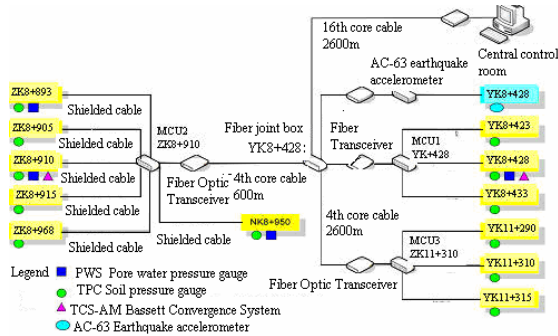 16th core cable
2600m
Central control
room
AC-63 earthquake
accelerometer
ZK8+893
Shielded cable
YK8+428
ZK8+905
Shielded cable
MCU2
ZK8+910
Fiber joint box
YK8+428:
Fiber
Transceiver
MCU1
YK+428
YK8+423
ZK8+910
Shielded cable
YK8+428
ZK8+915
Shielded cable
Fiber Optic
Transceiver
4th core cable
600m
YK8+433
ZK8+968
Shielded cable
NK8+950
Shielded cable
4th core cable
2600m
MCU3
ZK11+310
YK11+290
YK11+310
YK11+315
Fiber Optic Transceiver
Legend
PWS Pore water pressure gauge
TPC Soil pressure gauge
TCS-AM Bassett Convergence System
AC-63 Earthquake accelerometer